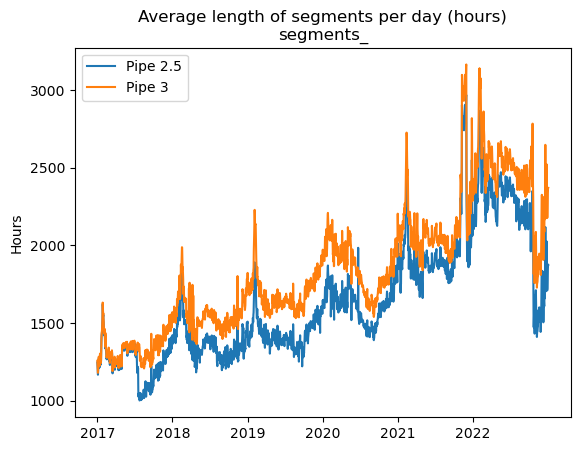 Average length of segments per day (hours)
segments_
Pipe 2.5
Pipe 3
Hours
3000
2500
2000
1500
1000
2017
2018
2019
2020
2021
2022